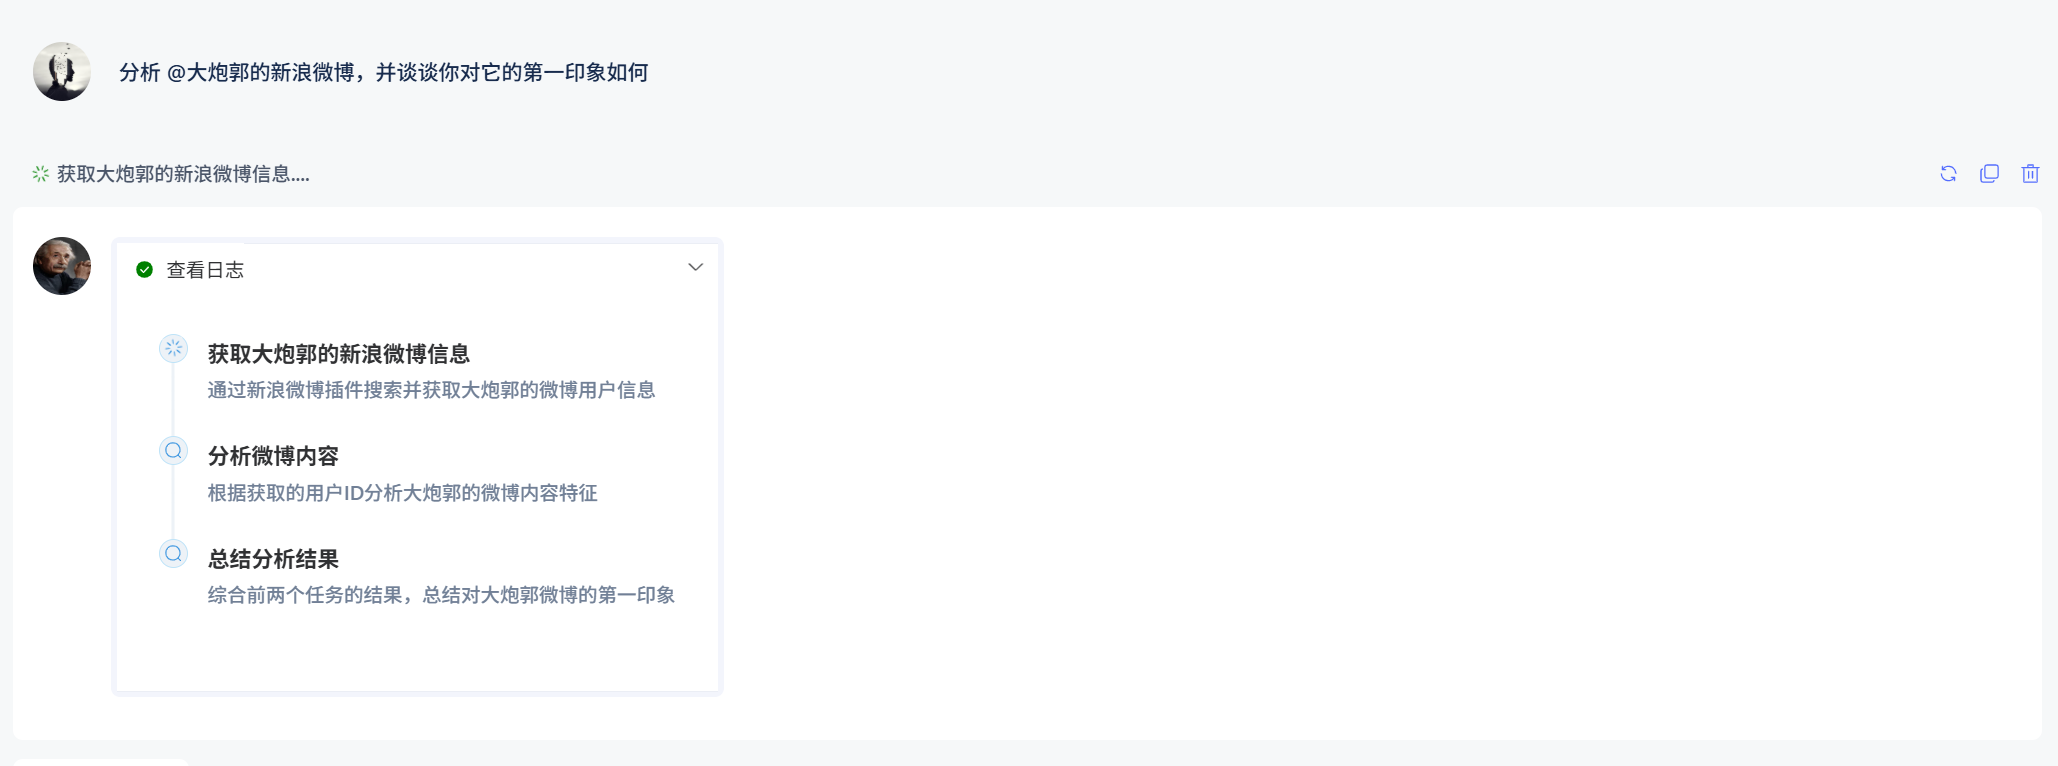 分析 @大炮郭的新浪微博，并谈谈你对它的第一印象如何
获取大炮郭的新浪微博信息....
查看日志
获取大炮郭的新浪微博信息
通过新浪微博插件搜索并获取大炮郭的微博用户信息
分析微博内容
根据获取的用户ID分析大炮郭的微博内容特征
总结分析结果
综合前两个任务的结果，总结对大炮郭微博的第一印象